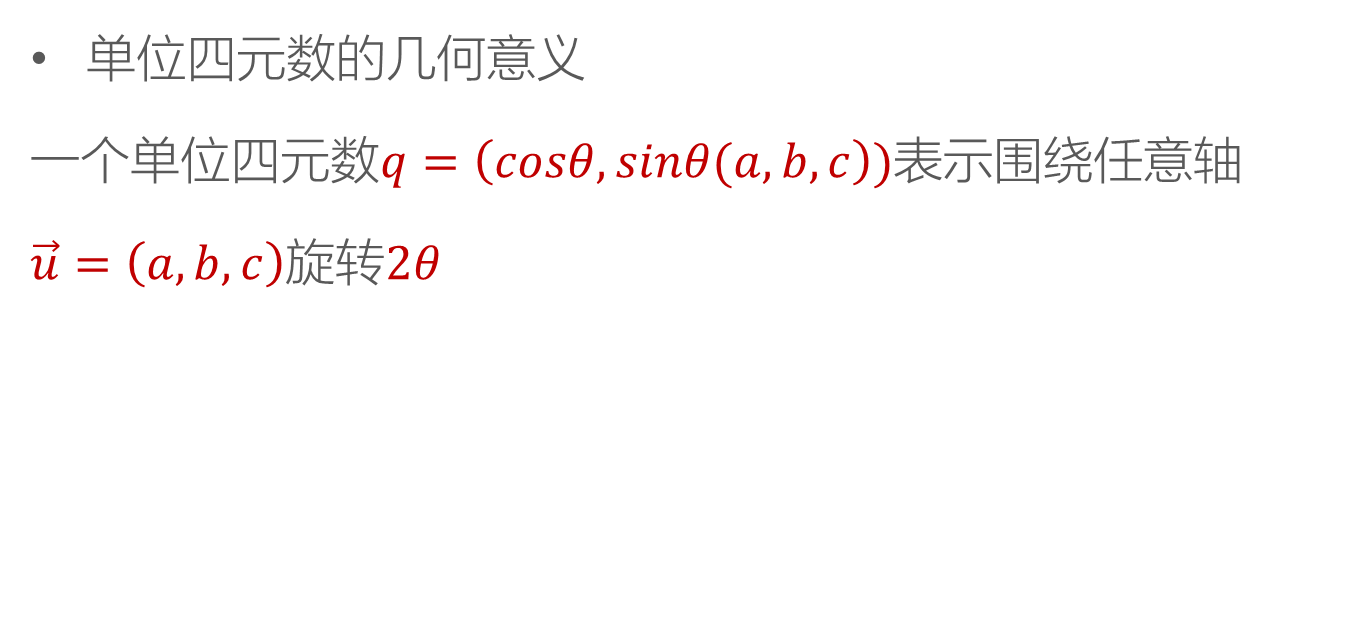 • 单位四元数的几何意义
一个单位四元数q = (cosθ, sinθ(a, b, c))表示围绕任意轴
u⃗ = (a, b, c)旋转2θ